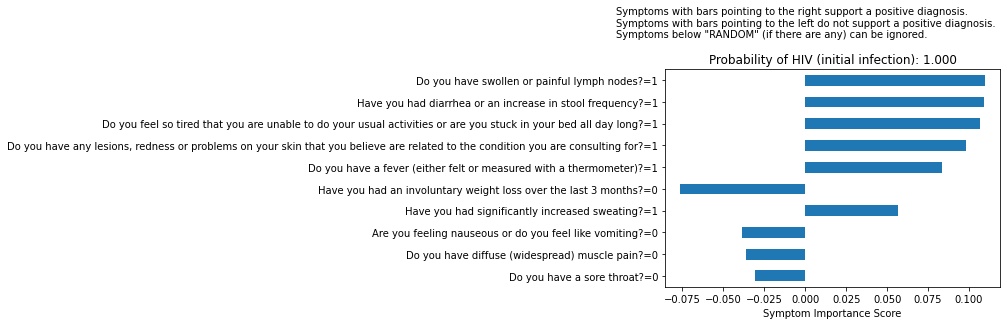 Symptoms with bars pointing to the right support a positive diagnosis.
Symptoms with bars pointing to the left do not support a positive diagnosis.
Symptoms below "RANDOM" (if there are any) can be ignored.
Probability of HIV (initial infection): 1.000
Do you have swollen or painful lymph nodes?=1
Have you had diarrhea or an increase in stool frequency?=1
Do you feel so tired that you are unable to do your usual activities or are you stuck in your bed all day long?=1
Do you have any lesions, redness or problems on your skin that you believe are related to the condition you are consulting for?=1
Do you have a fever (either felt or measured with a thermometer)?=1
Have you had an involuntary weight loss over the last 3 months?=0
Have you had significantly increased sweating?=1
Are you feeling nauseous or do you feel like vomiting?=0
Do you have diffuse (widespread) muscle pain?=0
Do you have a sore throat?=0
−0.075 −0.050 −0.025 0.000 0.025 0.050 0.075 0.100
Symptom Importance Score